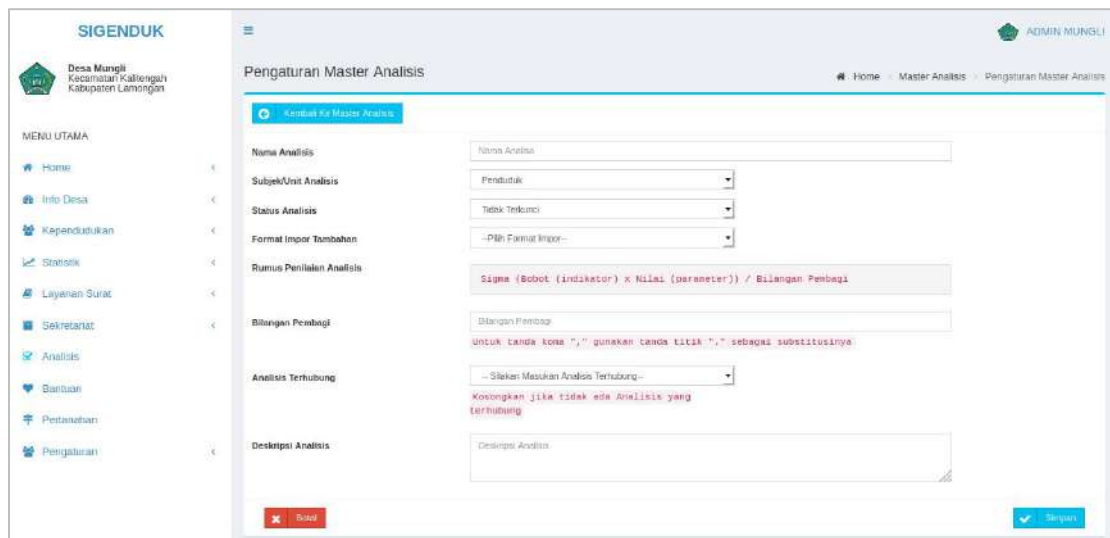 SIGENDUK
ADMIN MUNGLI
Desa Mungli
Kecamatan Kalitengah
Kabupaten Lamongan
Pengaturan Master Analisis
Home
Master Analisis
Pengaturan Master Analisis
Kembali Ke Master Analisis
MENU UTAMA
Home
Info Desa
Kependudukan
Statistik
Layanan Surat
Sekretariat
Analisis
Bantuan
Pertanahan
Pengaturan
Nama Analisis
Nama Analisa
Subjek/Unit Analisis
Penduduk
Status Analisis
Tidak Terkunci
Format Impor Tambahan
--Pilih Format Impor--
Rumus Penilaian Analisis
Sigma (Bobot (indikator) x Nilai (parameter)) / Bilangan Pembagi
Bilangan Pembagi
Bilangan Pembagi
Untuk tanda koma "," gunakan tanda titik "." sebagai substitusinya
Analisis Terhubung
-- Silakan Masukan Analisis Terhubung--
Kosongkan jika tidak ada Analisis yang
terhubung
Deskripsi Analisis
Deskripsi Analisis
Batal
Simpan